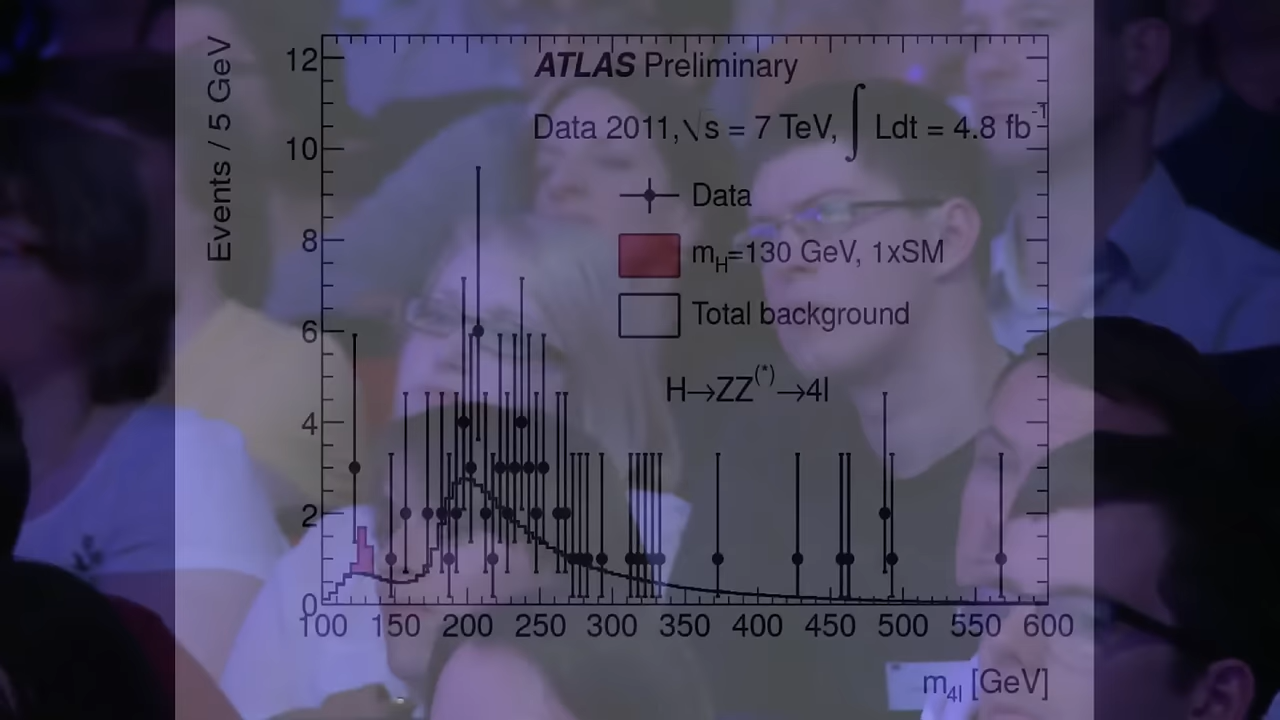 Events / 5 GeV
12
10
8
6
4
2
0
ATLAS Preliminary
Data 2011, √s = 7 TeV, ∫ Ldt = 4.8 fb⁻¹
Data
m_H=130 GeV, 1xSM
Total background
H→ZZ^(*)→4l
100 150 200 250 300 350 400 450 500 550 600
m_4l [GeV]